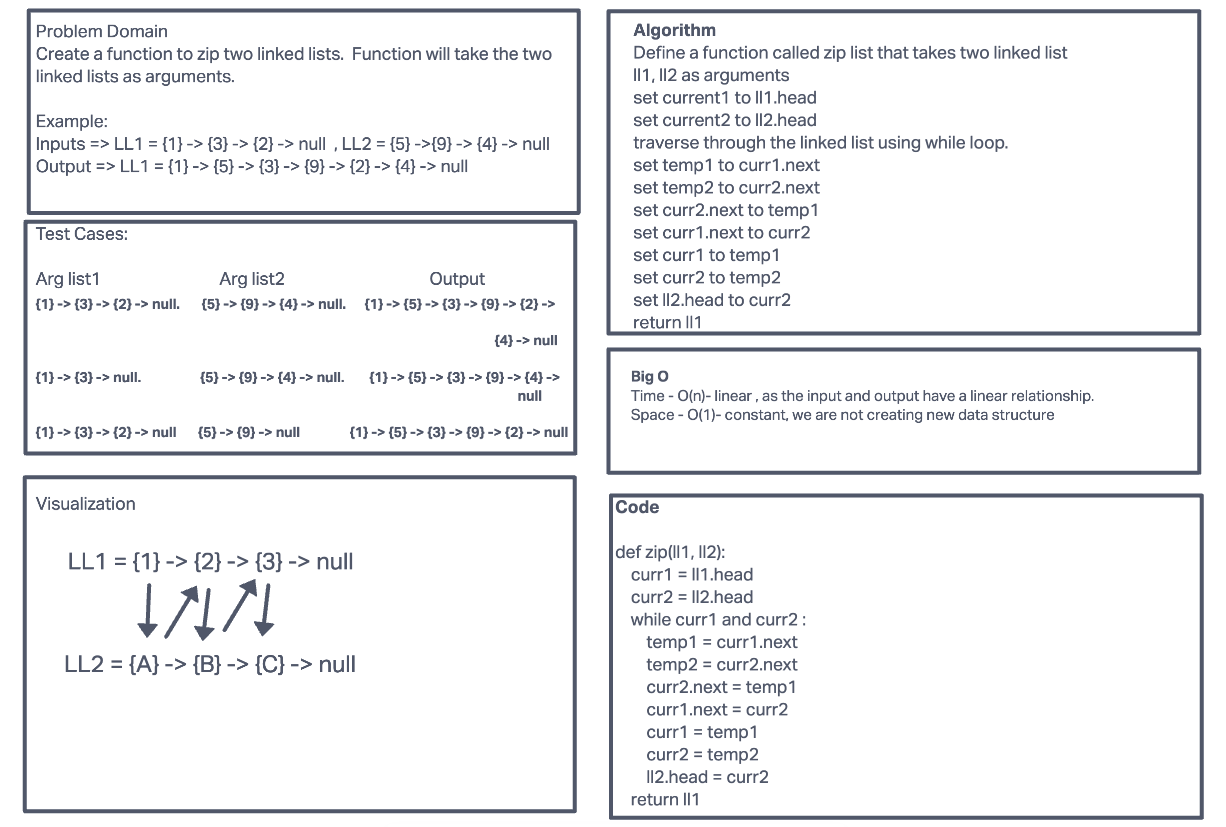 Problem Domain
Create a function to zip two linked lists.  Function will take the two
linked lists as arguments.
Example:
Inputs => LL1 = {1} -> {3} -> {2} -> null  , LL2 = {5} ->{9} -> {4} -> null
Output => LL1 = {1} -> {5} -> {3} -> {9} -> {2} -> {4} -> null
Test Cases:
Arg list1 Arg list2 Output
{1} -> {3} -> {2} -> null. {5} -> {9} -> {4} -> null. {1} -> {5} -> {3} -> {9} -> {2} ->
{4} -> null
{1} -> {3} -> null. {5} -> {9} -> {4} -> null. {1} -> {5} -> {3} -> {9} -> {4} ->
null
{1} -> {3} -> {2} -> null {5} -> {9} -> null {1} -> {5} -> {3} -> {9} -> {2} -> null
Visualization
LL1 = {1} -> {2} -> {3} -> null
LL2 = {A} -> {B} -> {C} -> null
Algorithm
Define a function called zip list that takes two linked list
ll1, ll2 as arguments
set current1 to ll1.head
set current2 to ll2.head
traverse through the linked list using while loop.
set temp1 to curr1.next
set temp2 to curr2.next
set curr2.next to temp1
set curr1.next to curr2
set curr1 to temp1
set curr2 to temp2
set ll2.head to curr2
return ll1
Big O
Time - O(n)- linear , as the input and output have a linear relationship.
Space - O(1)- constant, we are not creating new data structure
Code
def zip(ll1, ll2):
curr1 = ll1.head
curr2 = ll2.head
while curr1 and curr2 :
temp1 = curr1.next
temp2 = curr2.next
curr2.next = temp1
curr1.next = curr2
curr1 = temp1
curr2 = temp2
ll2.head = curr2
return ll1